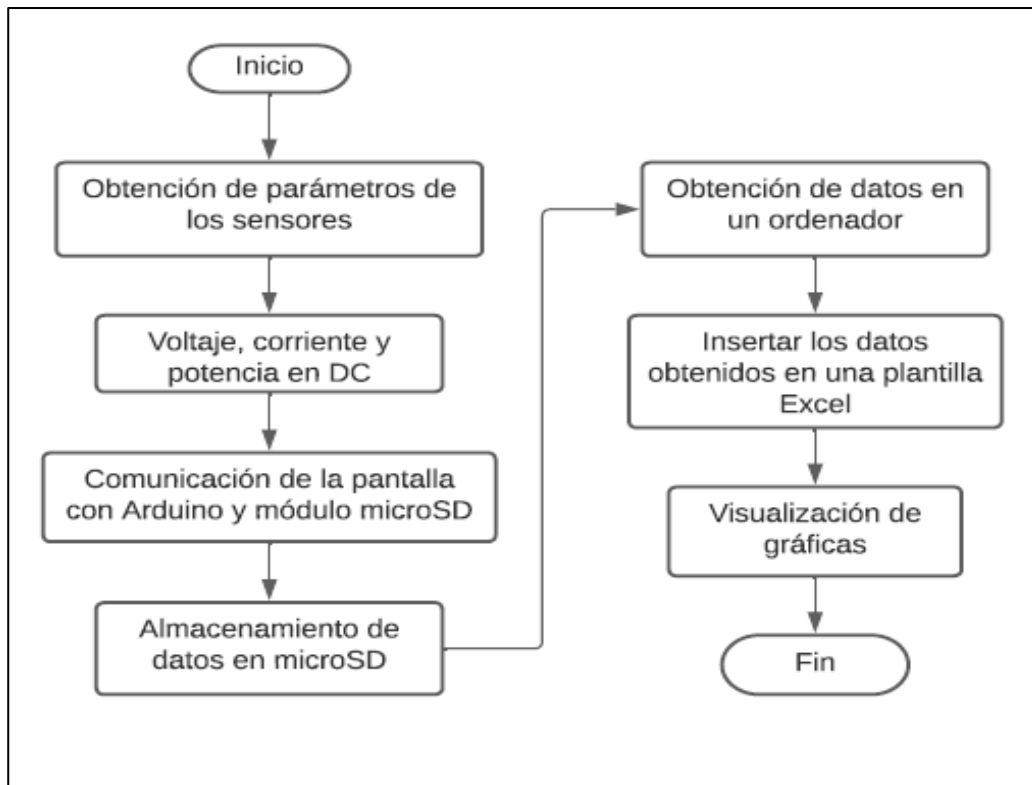 Inicio
Obtención de parámetros de
los sensores
Voltaje, corriente y
potencia en DC
Comunicación de la pantalla
con Arduino y módulo microSD
Almacenamiento de
datos en microSD
Obtención de datos en
un ordenador
Insertar los datos
obtenidos en una plantilla
Excel
Visualización de
gráficas
Fin